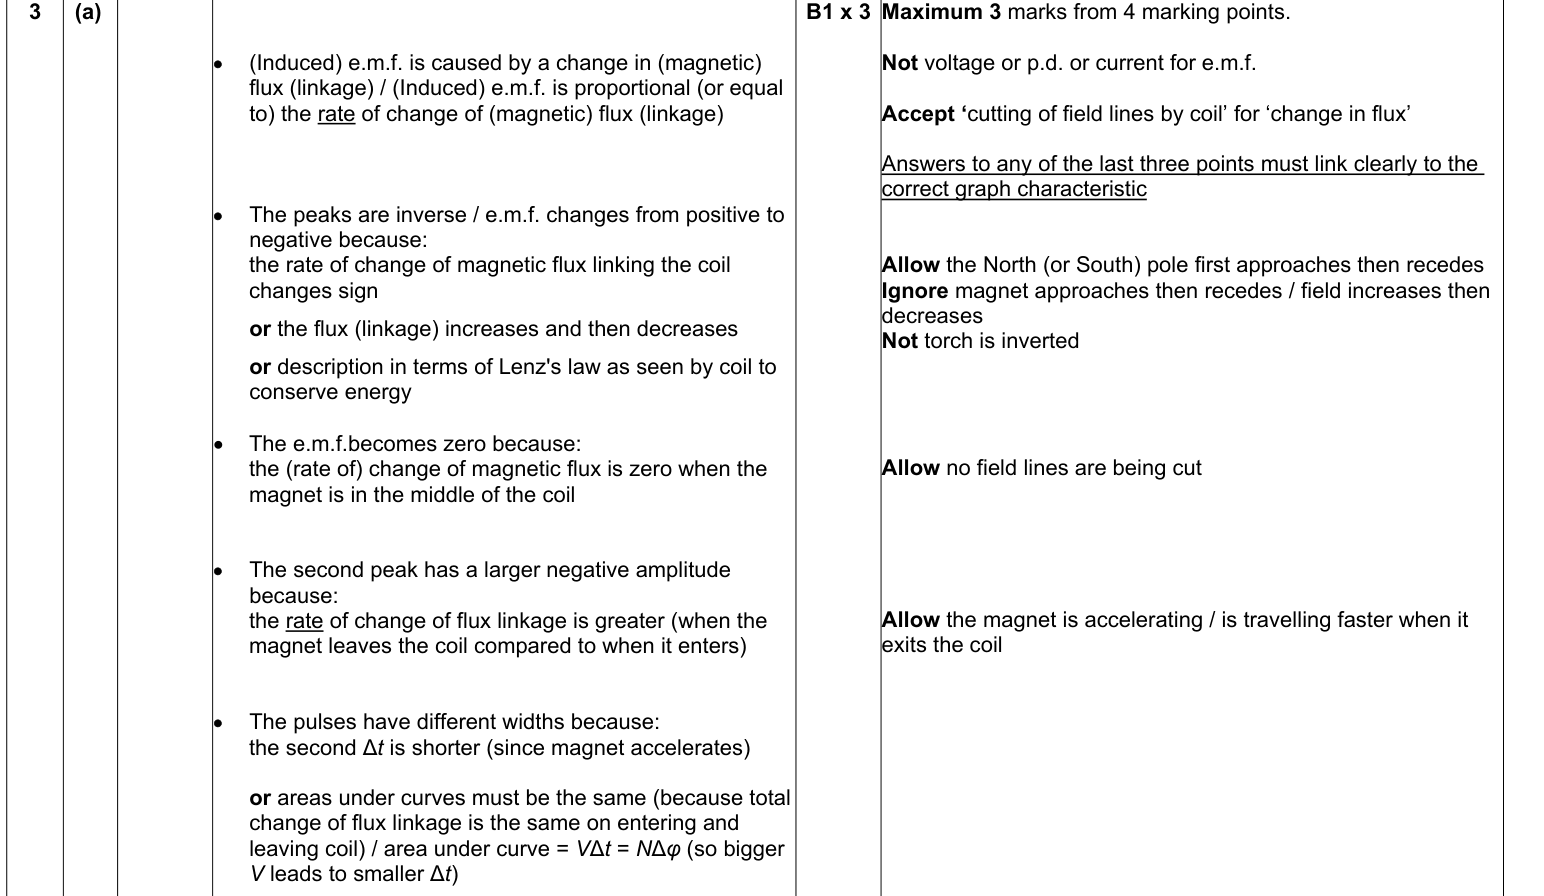 3 (a) B1 x 3 Maximum 3 marks from 4 marking points.
• (Induced) e.m.f. is caused by a change in (magnetic)
flux (linkage) / (Induced) e.m.f. is proportional (or equal
to) the rate of change of (magnetic) flux (linkage)
Not voltage or p.d. or current for e.m.f.
Accept ‘cutting of field lines by coil’ for ‘change in flux’
Answers to any of the last three points must link clearly to the
correct graph characteristic
• The peaks are inverse / e.m.f. changes from positive to
negative because:
the rate of change of magnetic flux linking the coil
changes sign
or the flux (linkage) increases and then decreases
or description in terms of Lenz's law as seen by coil to
conserve energy
Allow the North (or South) pole first approaches then recedes
Ignore magnet approaches then recedes / field increases then
decreases
Not torch is inverted
• The e.m.f.becomes zero because:
the (rate of) change of magnetic flux is zero when the
magnet is in the middle of the coil
Allow no field lines are being cut
• The second peak has a larger negative amplitude
because:
the rate of change of flux linkage is greater (when the
magnet leaves the coil compared to when it enters)
Allow the magnet is accelerating / is travelling faster when it
exits the coil
• The pulses have different widths because:
the second Δt is shorter (since magnet accelerates)
or areas under curves must be the same (because total
change of flux linkage is the same on entering and
leaving coil) / area under curve = VΔt = NΔφ (so bigger
V leads to smaller Δt)